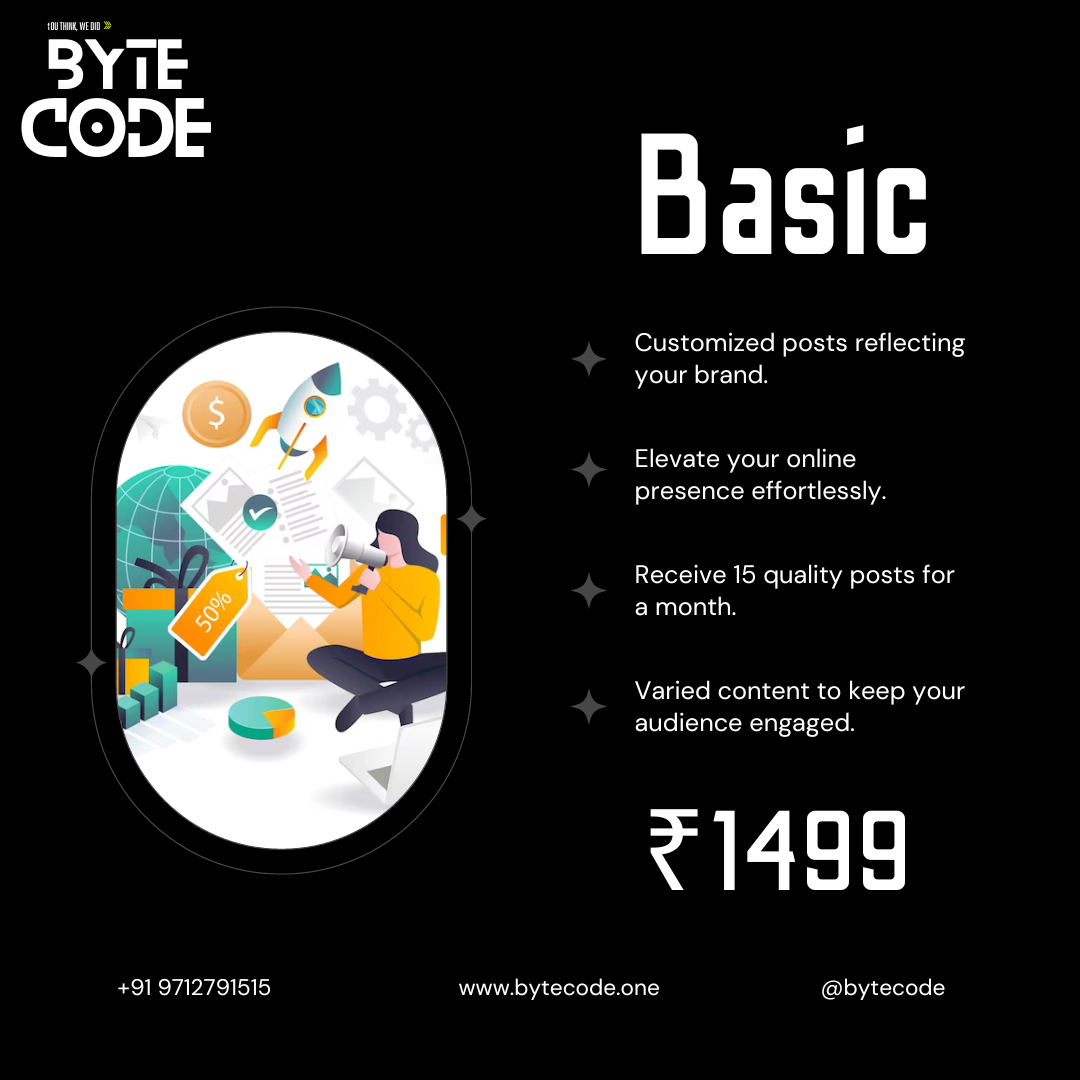 YOU THINK, WE DID
BYTE
CODE
Basic
$
50%
Customized posts reflecting
your brand.
Elevate your online
presence effortlessly.
Receive 15 quality posts for
a month.
Varied content to keep your
audience engaged.
₹1499
+91 9712791515
www.bytecode.one
@bytecode